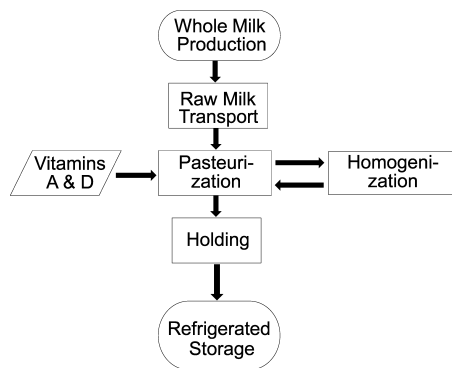 Whole Milk
Production
Raw Milk
Transport
Vitamins
A & D
Pasteuri-
zation
Homogeni-
zation
Holding
Refrigerated
Storage